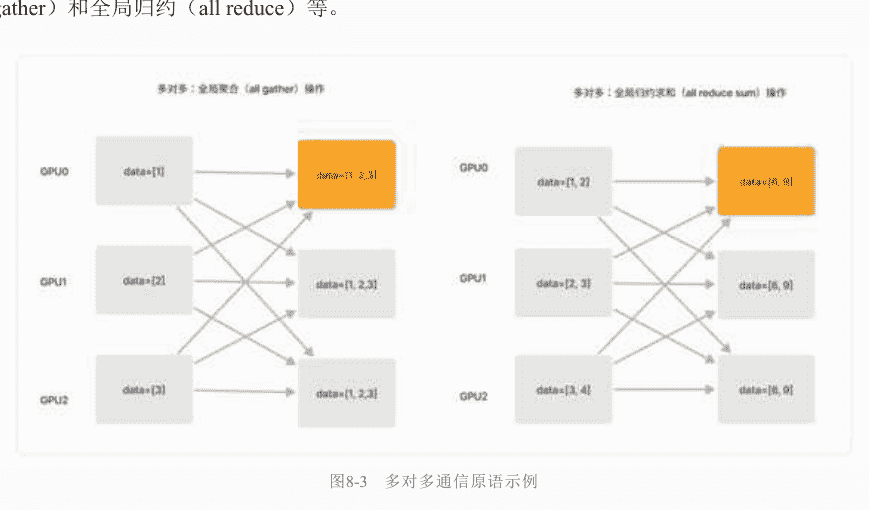 gather）和全局归约（all reduce）等。
多对多：全局聚合（all gather）操作
多对多：全局归约求和（all reduce sum）操作
GPU0
data=[1]
data=[1, 2,3]
GPU0
data=[1, 2]
data=[6, 9]
GPU1
data=[2]
data=[1, 2,3]
GPU1
data=[2, 3]
data=[6, 9]
GPU2
data=[3]
data=[1, 2,3]
GPU2
data=[3, 4]
data=[6, 9]
图8-3 多对多通信原语示例